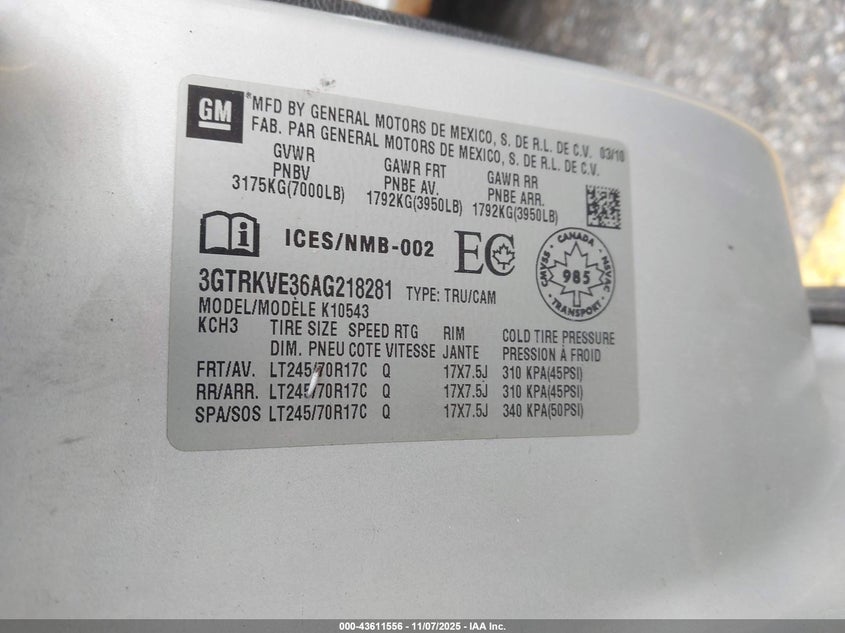 GM
® MFD BY GENERAL MOTORS DE MEXICO, S. DE R.L. DE C.V. 03/10
FAB. PAR GENERAL MOTORS DE MEXICO, S. DE R.L. DE C.V.
GVWR GAWR FRT GAWR RR
PNBV PNBE AV. PNBE ARR.
3175KG(7000LB) 1792KG(3950LB) 1792KG(3950LB)
i ICES/NMB-002 EC
CANADA
CMVSS NSVAC
985
TRANSPORT
3GTRKVE36AG218281 TYPE: TRU/CAM
MODEL/MODÈLE K10543
KCH3 TIRE SIZE SPEED RTG RIM COLD TIRE PRESSURE
DIM. PNEU COTE VITESSE JANTE PRESSION À FROID
FRT/AV. LT245/70R17C Q 17X7.5J 310 KPA(45PSI)
RR/ARR. LT245/70R17C Q 17X7.5J 310 KPA(45PSI)
SPA/SOS LT245/70R17C Q 17X7.5J 340 KPA(50PSI)
000-43611556 - 11/07/2025 - IAA Inc.